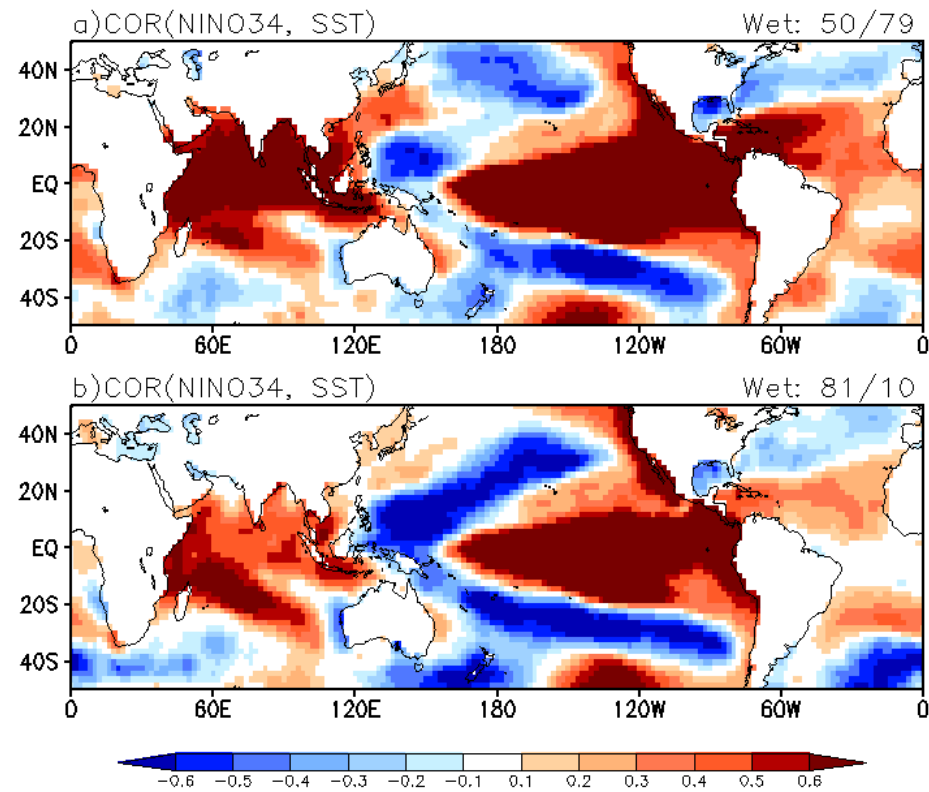 a)COR(NINO34, SST) Wet: 50/79
40N
20N
EQ
20S
40S
0 60E 120E 180 120W 60W 0
b)COR(NINO34, SST) Wet: 81/10
40N
20N
EQ
20S
40S
0 60E 120E 180 120W 60W 0
-0.6 -0.5 -0.4 -0.3 -0.2 -0.1 0.1 0.2 0.3 0.4 0.5 0.6